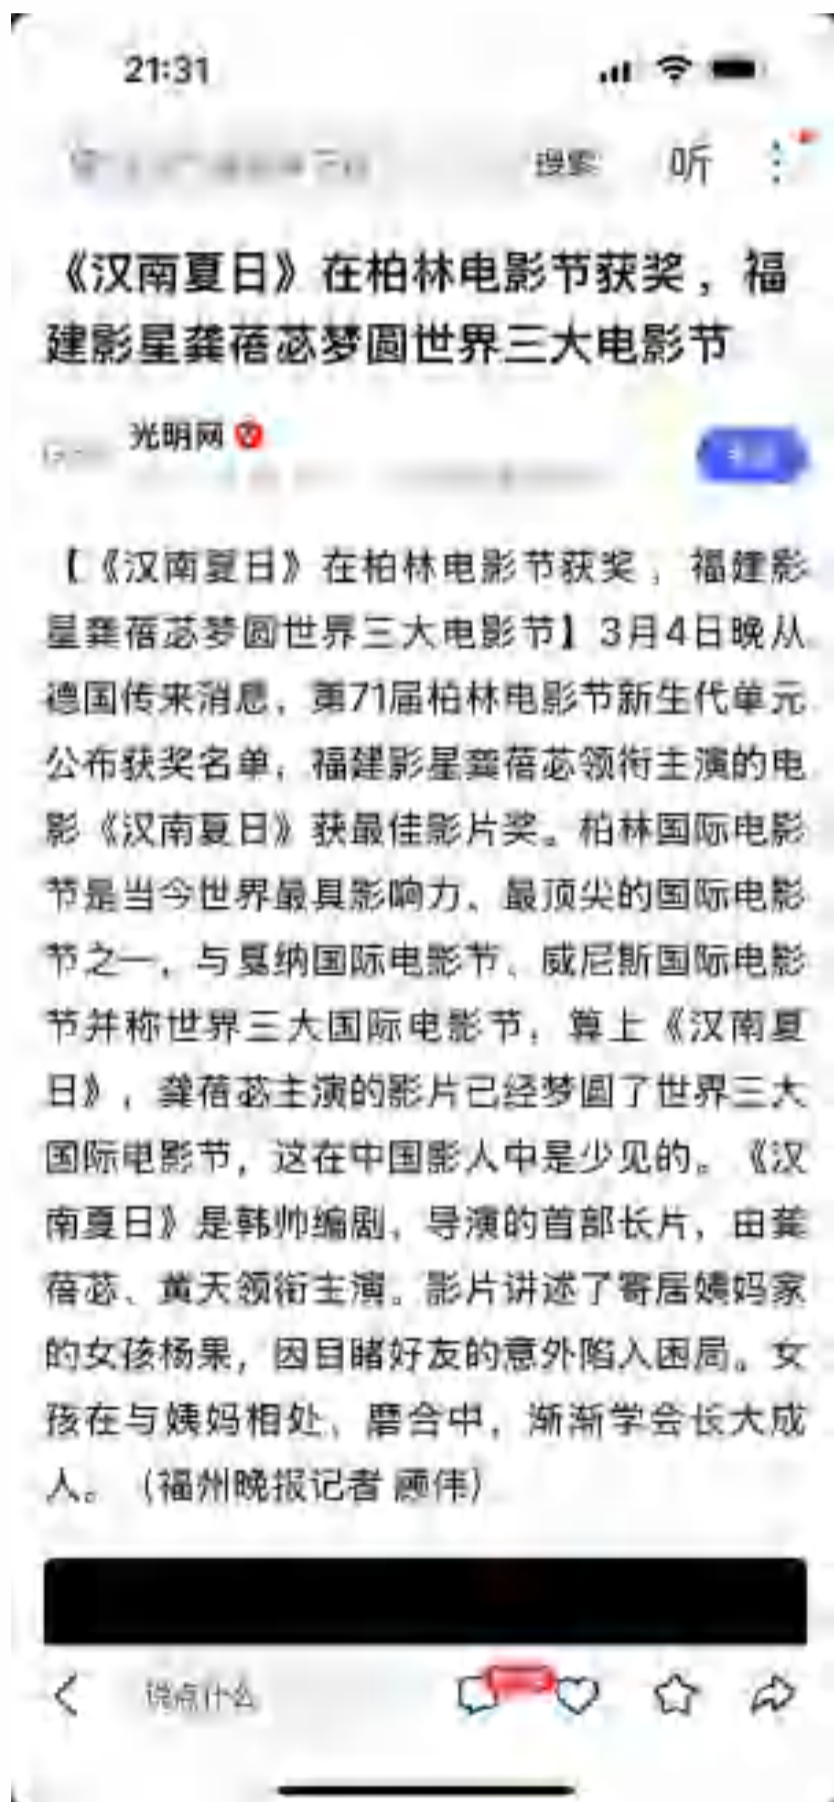 21:31
搜索 听
《汉南夏日》在柏林电影节获奖，福
建影星龚蓓苾梦圆世界三大电影节
光明网
【《汉南夏日》在柏林电影节获奖，福建影
星龚蓓苾梦圆世界三大电影节】3月4日晚从
德国传来消息，第71届柏林电影节新生代单元
公布获奖名单，福建影星龚蓓苾领衔主演的电
影《汉南夏日》获最佳影片奖。柏林国际电影
节是当今世界最具影响力、最顶尖的国际电影
节之一，与戛纳国际电影节、威尼斯国际电影
节并称世界三大国际电影节，算上《汉南夏
日》，龚蓓苾主演的影片已经梦圆了世界三大
国际电影节，这在中国影人中是少见的。《汉
南夏日》是韩帅编剧、导演的首部长片，由龚
蓓苾、黄天领衔主演。影片讲述了寄居姨妈家
的女孩杨果，因目睹好友的意外陷入困局。女
孩在与姨妈相处、磨合中，渐渐学会长大成
人。（福州晚报记者 顾伟）
说点什么